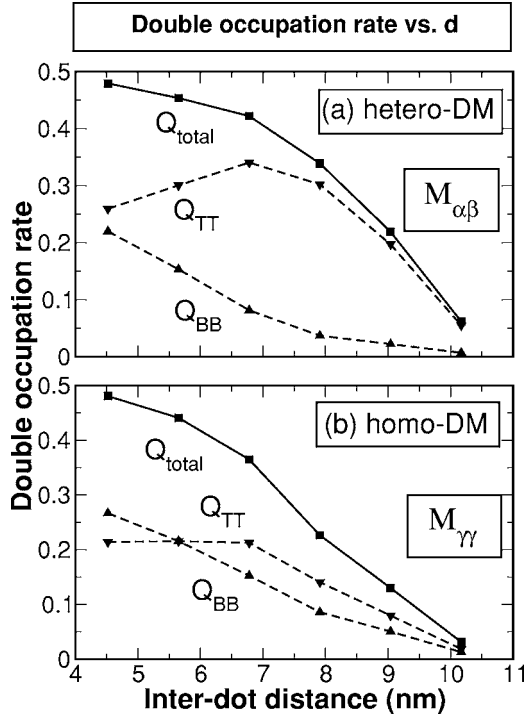 Double occupation rate vs. d
Double occupation rate
0.5
0.4
0.3
0.2
0.1
0
(a) hetero-DM
Q_total
Q_TT
Q_BB
M_αβ
0.5
0.4
0.3
0.2
0.1
0
(b) homo-DM
Q_total
Q_TT
Q_BB
M_γγ
4 5 6 7 8 9 10 11
Inter-dot distance (nm)